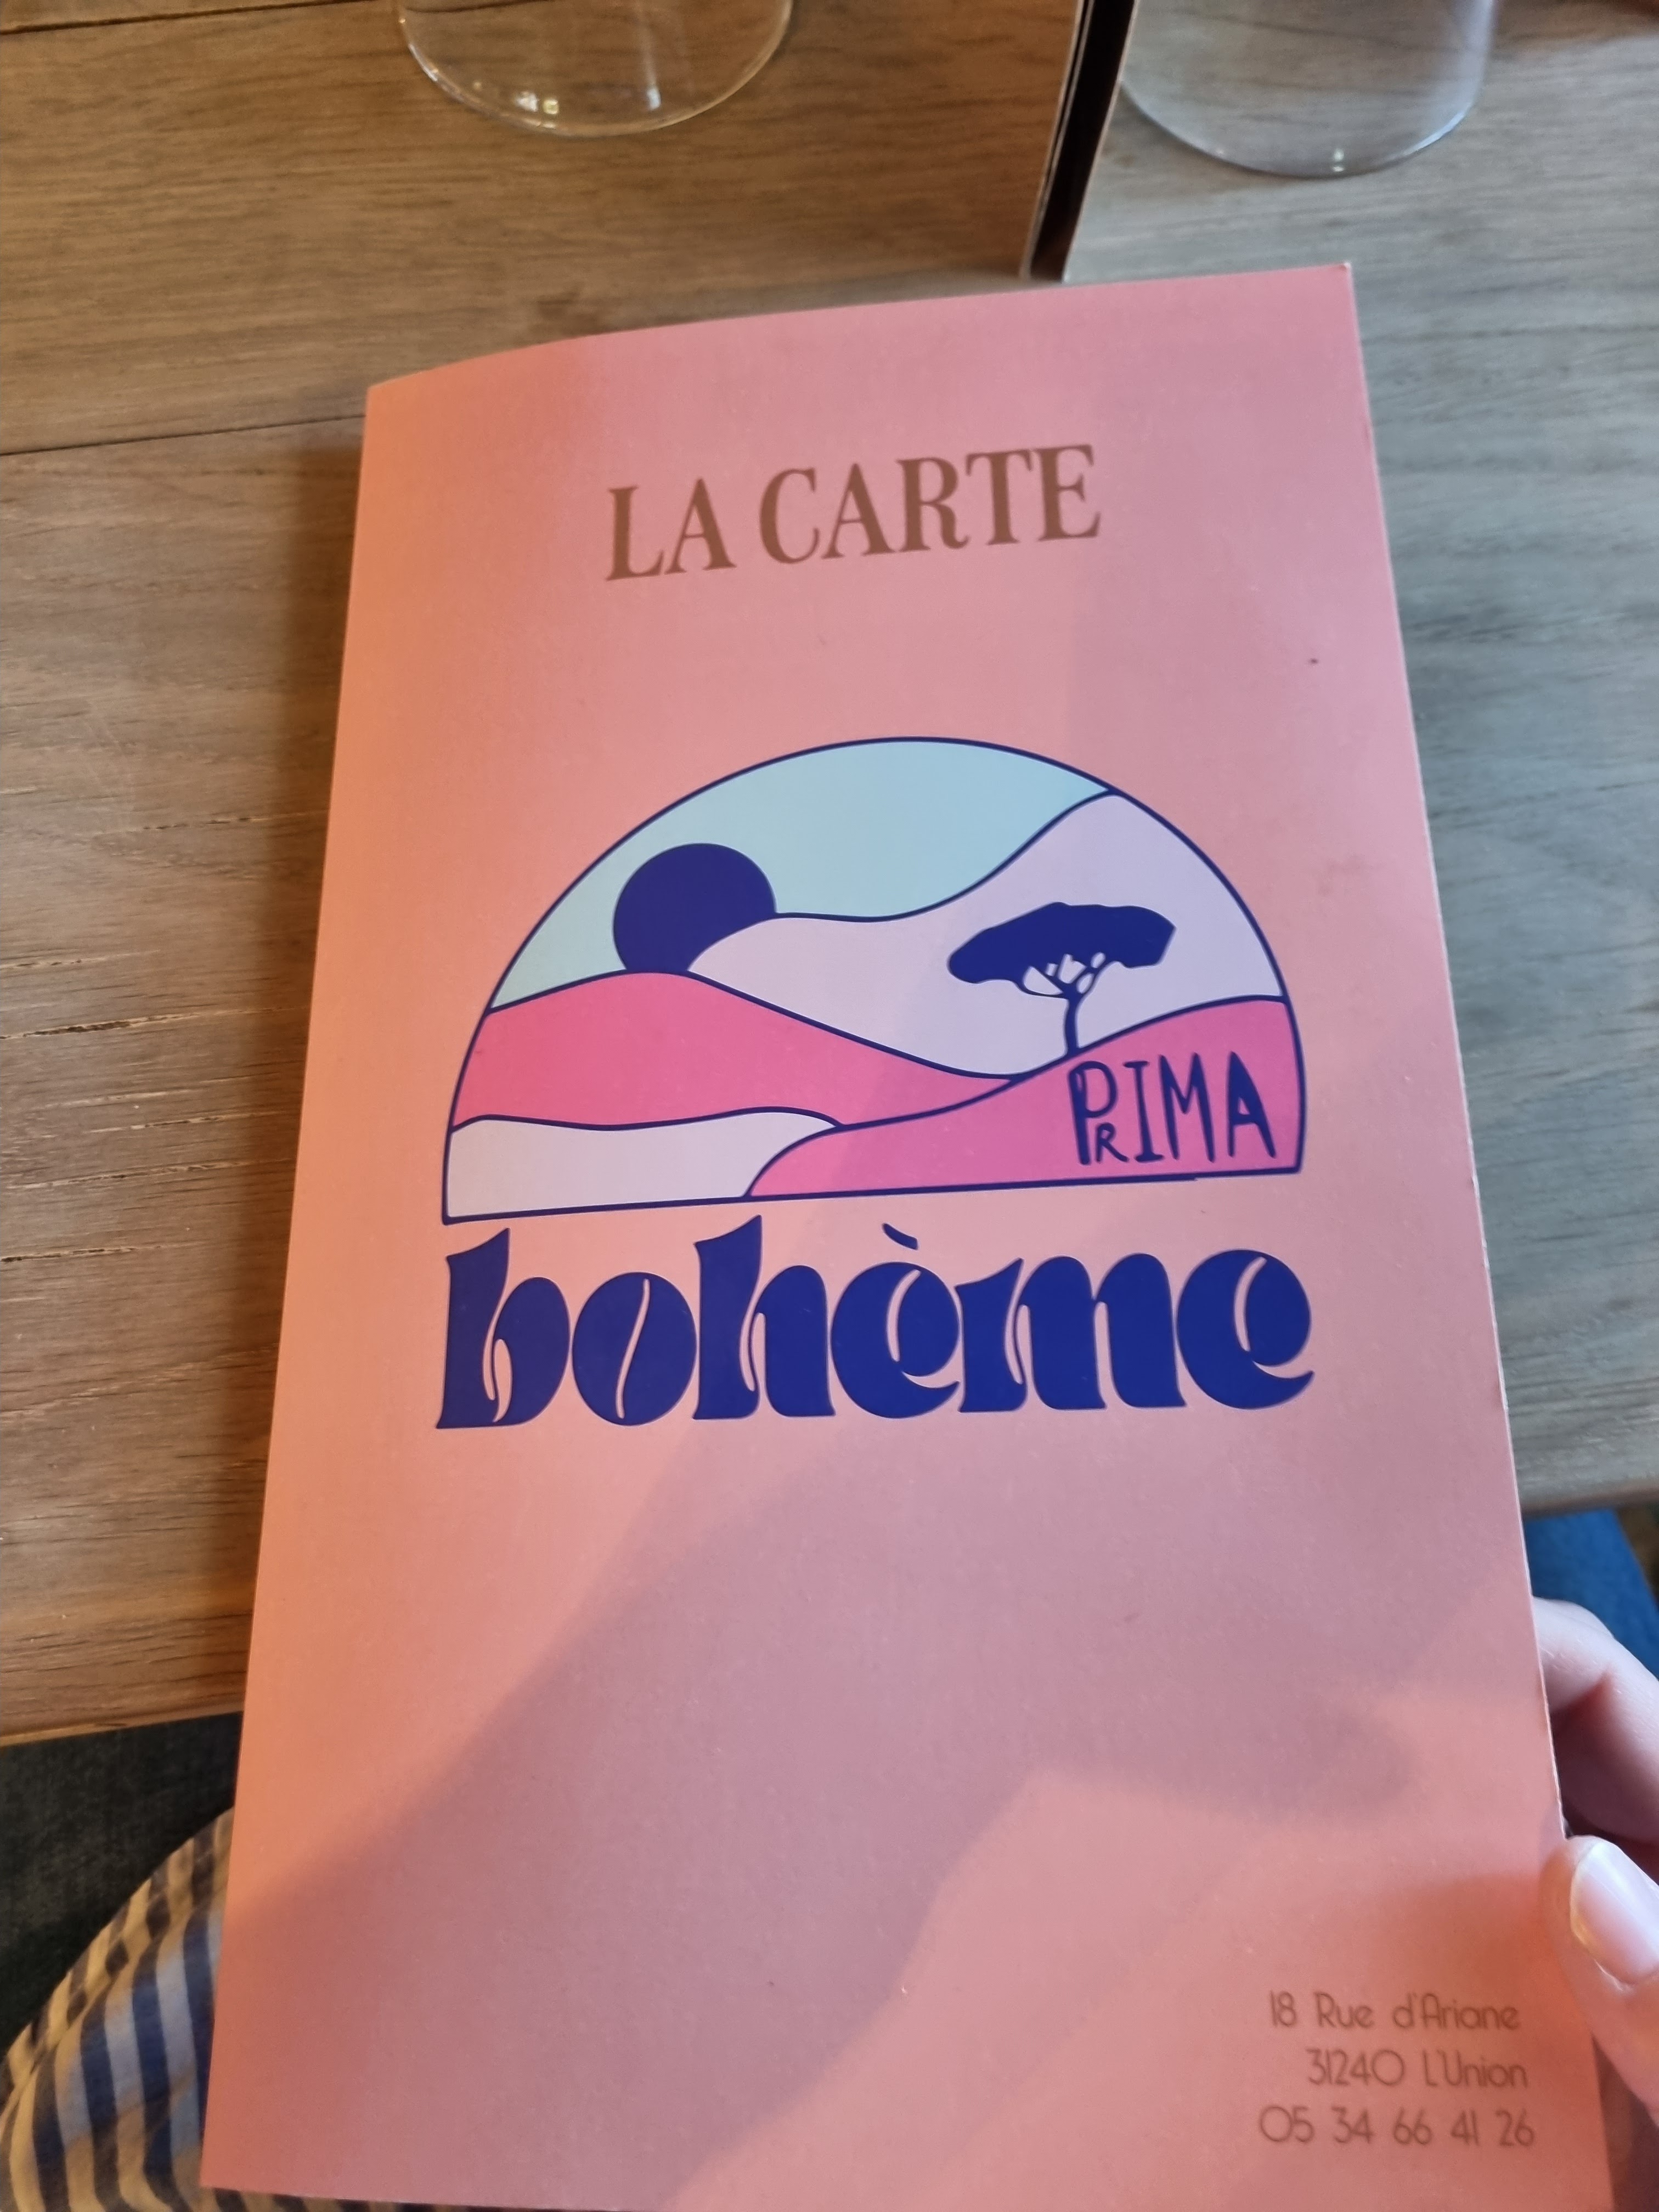 LA CARTE
PRIMA
bohème
18 Rue d'Ariane
31240 L'Union
05 34 66 41 26